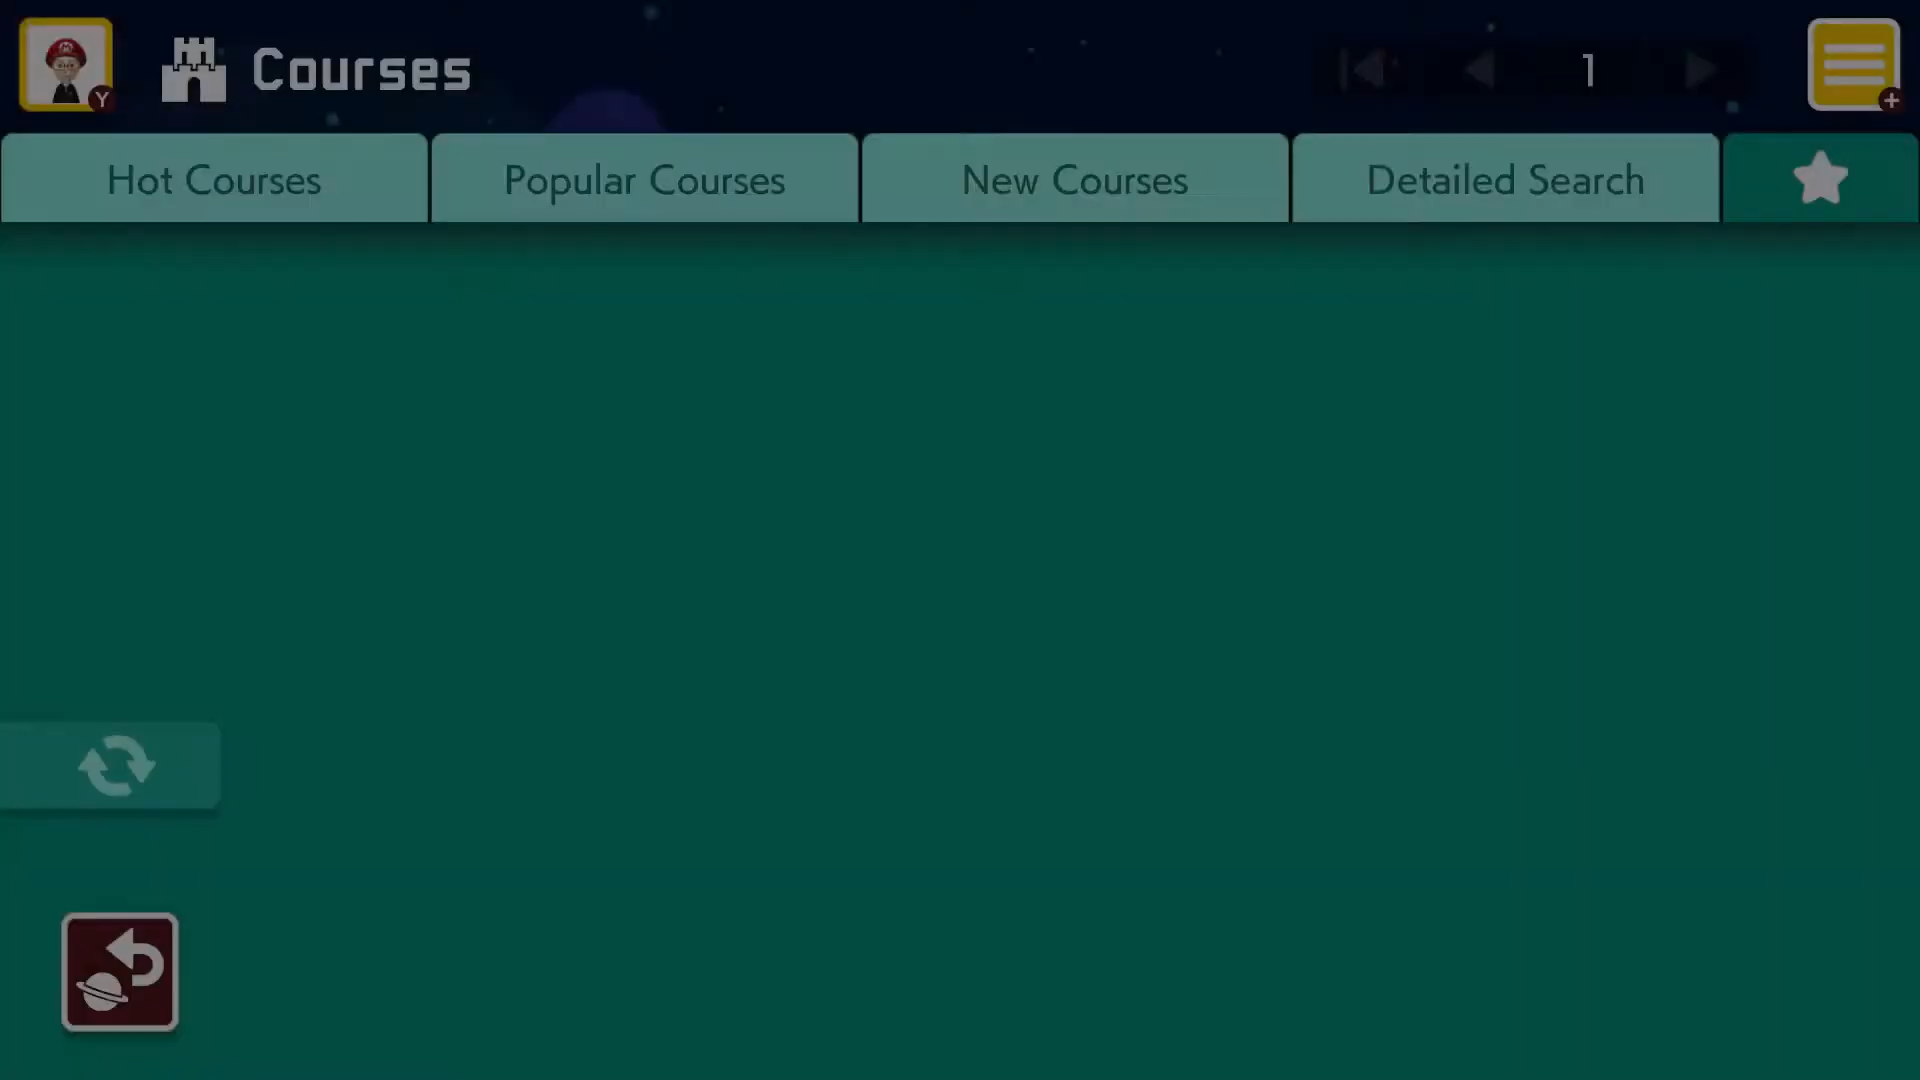 Y
Courses
1
+
Hot Courses
Popular Courses
New Courses
Detailed Search